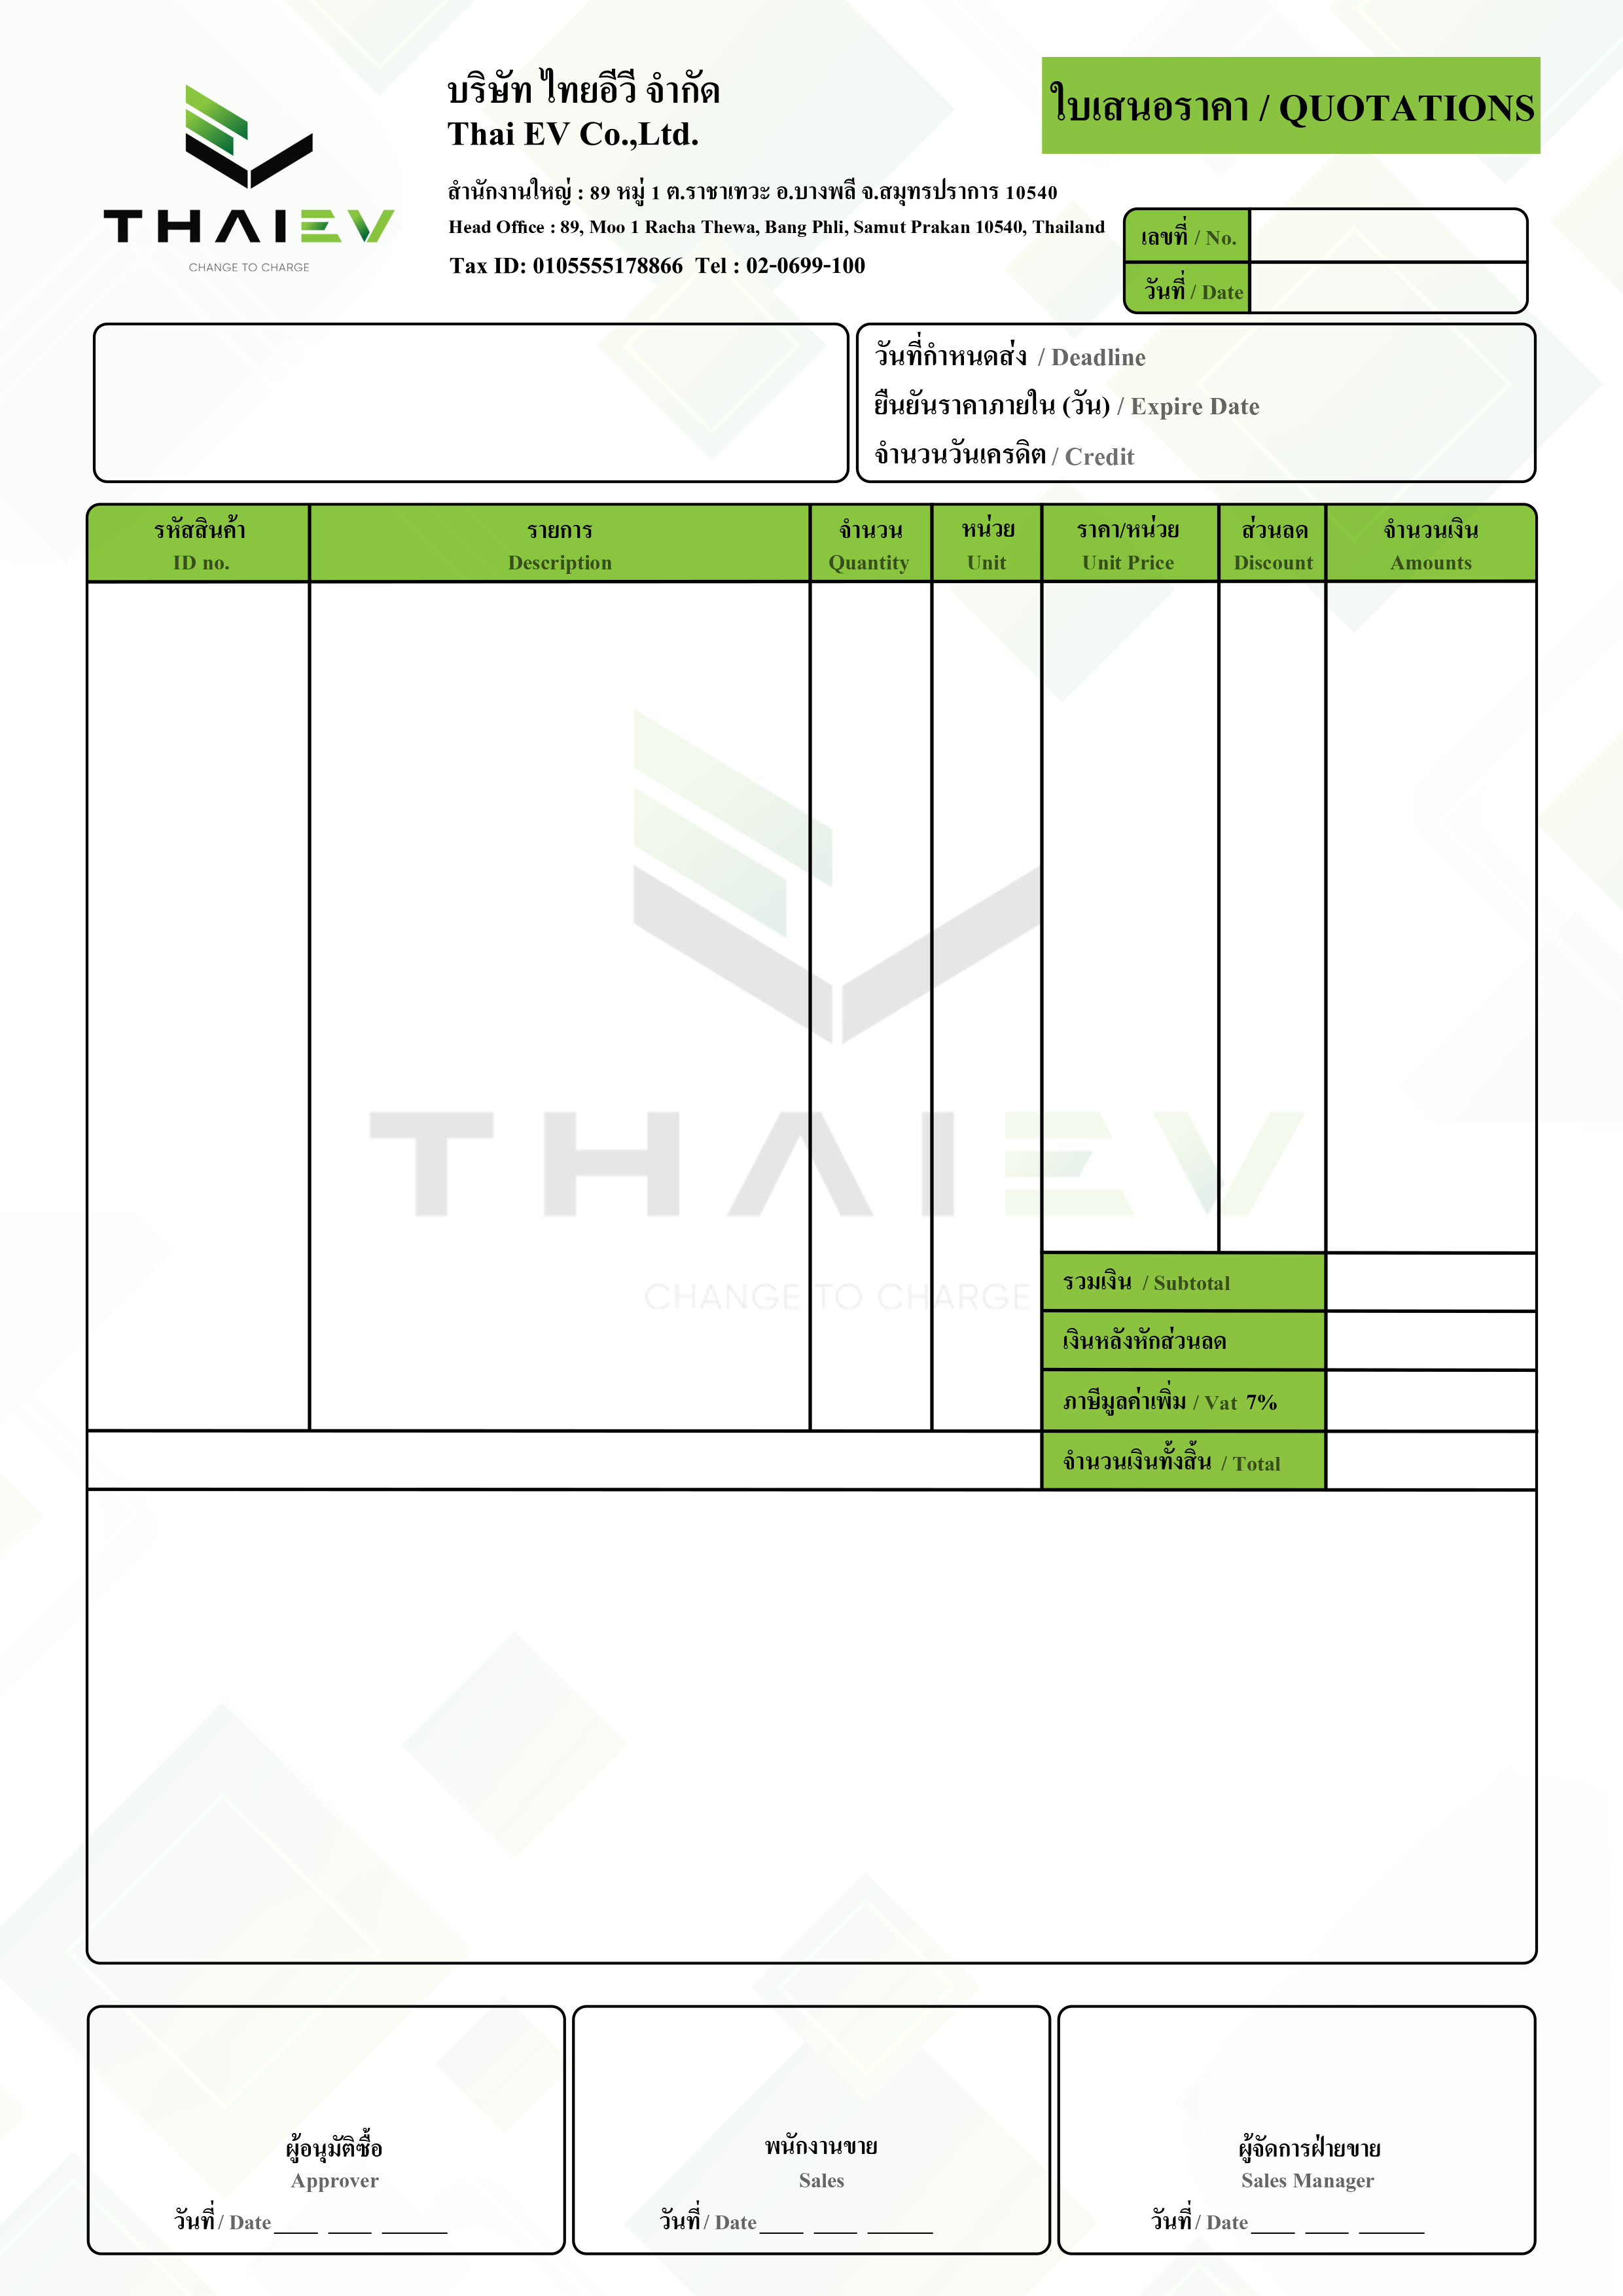 บริษัท ไทยอีวี จำกัด
Thai EV Co.,Ltd.
ใบเสนอราคา / QUOTATIONS
THAIEV
CHANGE TO CHARGE
สำนักงานใหญ่ : 89 หมู่ 1 ต.ราชาเทวะ อ.บางพลี จ.สมุทรปราการ 10540
Head Office : 89, Moo 1 Racha Thewa, Bang Phli, Samut Prakan 10540, Thailand
Tax ID: 0105555178866 Tel : 02-0699-100
เลขที่ / No.
วันที่ / Date
วันที่กำหนดส่ง / Deadline
ยืนยันราคาภายใน (วัน) / Expire Date
จำนวนวันเครดิต / Credit
รหัสสินค้า รายการ จำนวน หน่วย ราคา/หน่วย ส่วนลด จำนวนเงิน
ID no. Description Quantity Unit Unit Price Discount Amounts
THAIEV
CHANGE TO CHARGE
รวมเงิน / Subtotal
เงินหลังหักส่วนลด
ภาษีมูลค่าเพิ่ม / Vat 7%
จำนวนเงินทั้งสิ้น / Total
ผู้อนุมัติซื้อ
Approver
วันที่ / Date ____ ____ ______
พนักงานขาย
Sales
วันที่ / Date ____ ____ ______
ผู้จัดการฝ่ายขาย
Sales Manager
วันที่ / Date ____ ____ ______